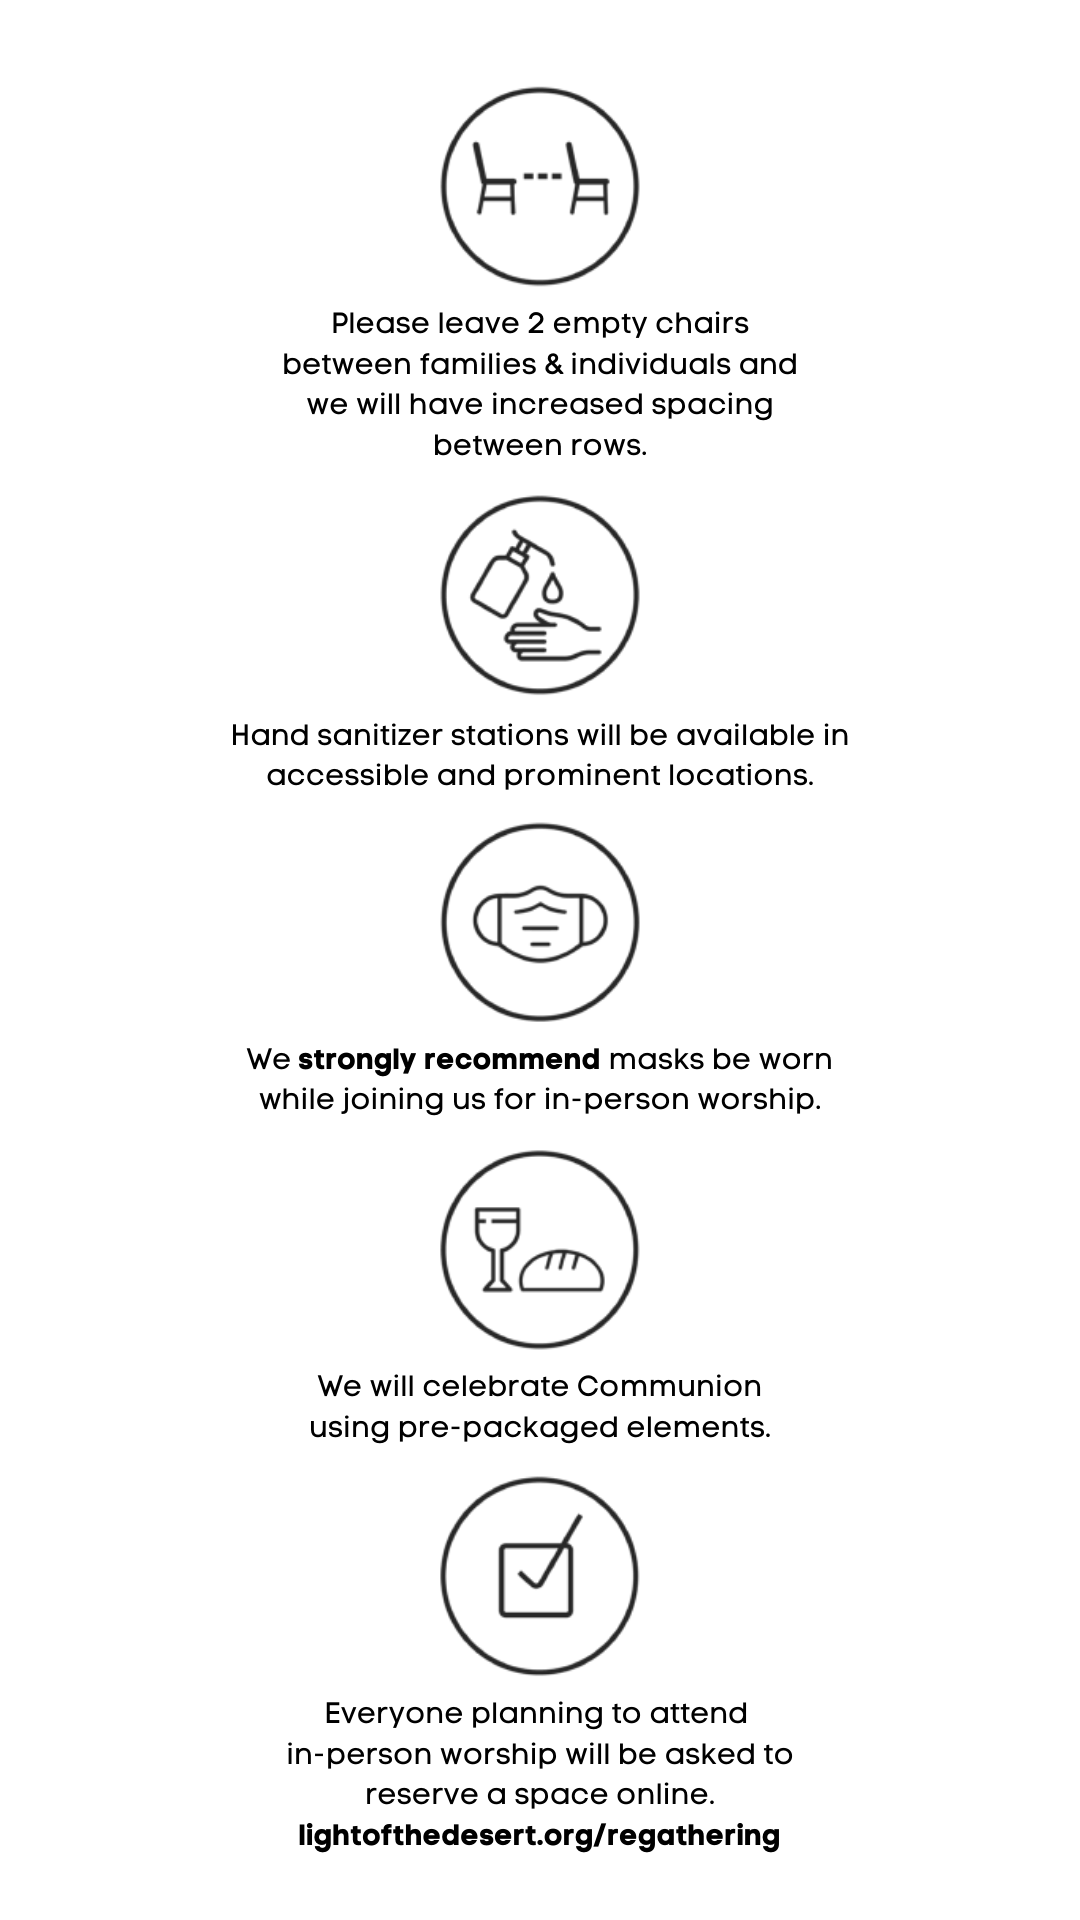 Please leave 2 empty chairs
between families & individuals and
we will have increased spacing
between rows.
Hand sanitizer stations will be available in
accessible and prominent locations.
We strongly recommend masks be worn
while joining us for in-person worship.
We will celebrate Communion
using pre-packaged elements.
Everyone planning to attend
in-person worship will be asked to
reserve a space online.
lightofthedesert.org/regathering